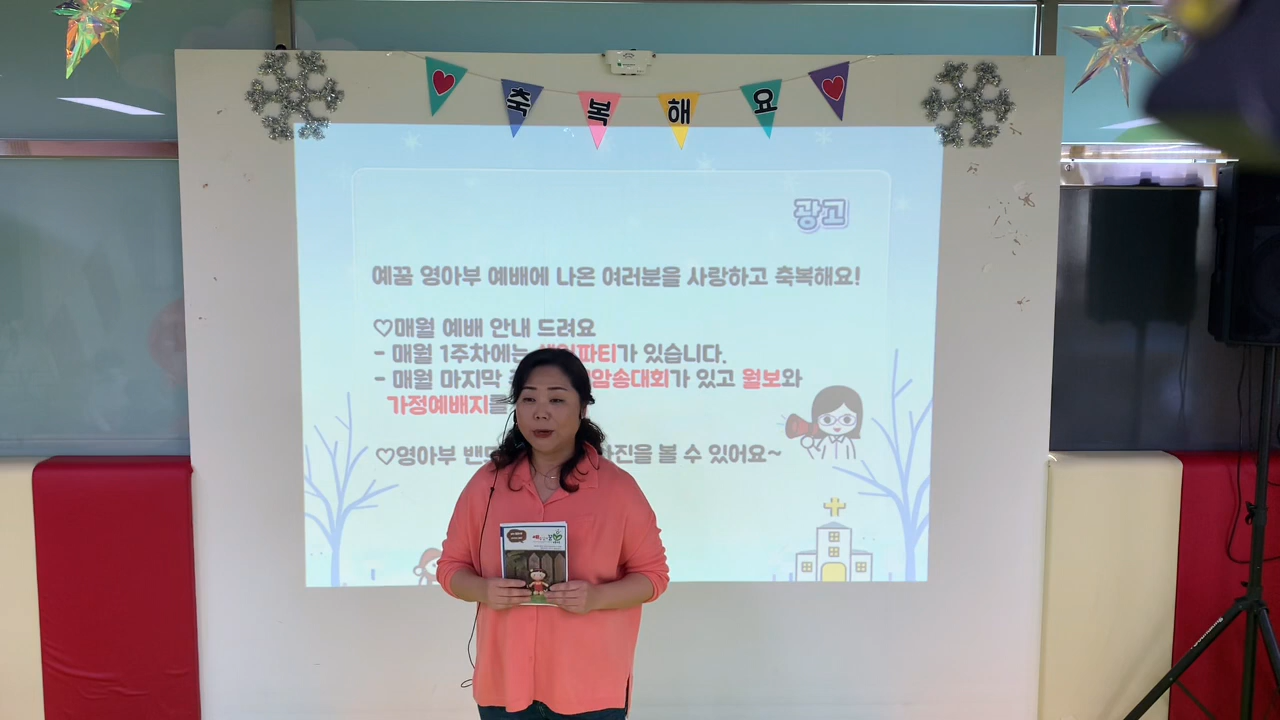 축복해요
광고
예꿈 영아부 예배에 나온 여러분을 사랑하고 축복해요!
♡매월 예배 안내 드려요
- 매월 1주차에는 생일파티가 있습니다.
- 매월 마지막 암송대회가 있고 월보와
가정예배지를
♡영아부 밴드 사진을 볼 수 있어요~